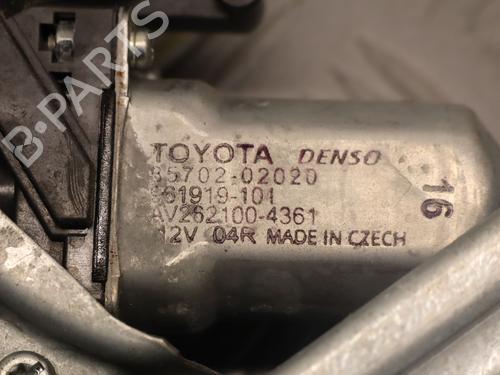 B-PARTS
TOYOTA DENSO
85702-02020
61919-101
AV262100-4361
12V 04R MADE IN CZECH
16